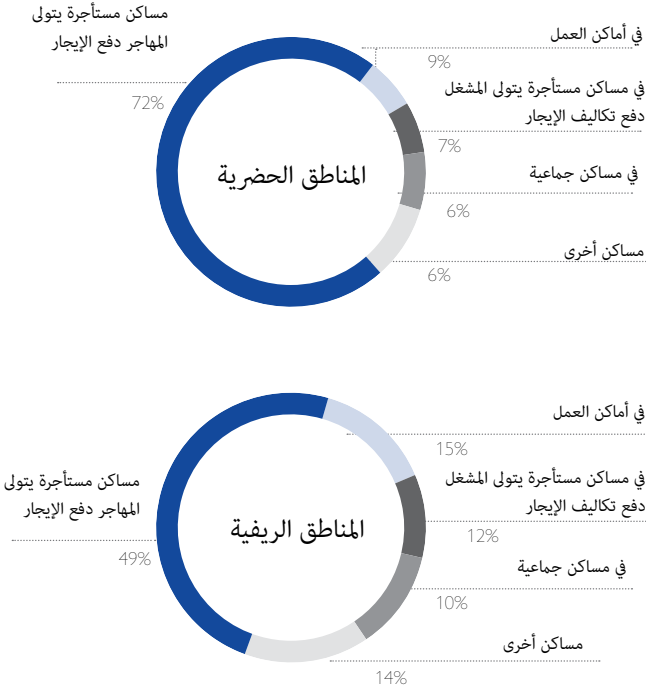 مساكن مستأجرة يتولى
المهاجر دفع الإيجار
72%
في أماكن العمل
9%
في مساكن مستأجرة يتولى المشغل
دفع تكاليف الإيجار
7%
في مساكن جماعية
6%
مساكن أخرى
6%
المناطق الحضرية
في أماكن العمل
15%
في مساكن مستأجرة يتولى المشغل
دفع تكاليف الإيجار
12%
في مساكن جماعية
10%
مساكن أخرى
14%
مساكن مستأجرة يتولى
المهاجر دفع الإيجار
49%
المناطق الريفية